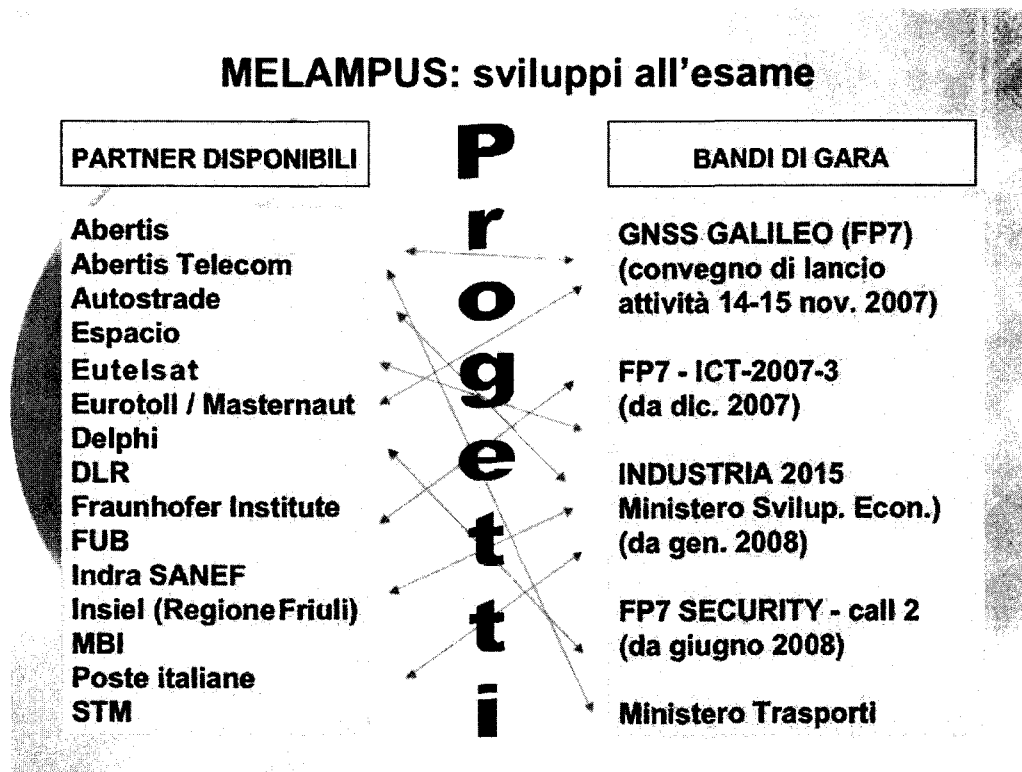 MELAMPUS: sviluppi all'esame
PARTNER DISPONIBILI
Abertis
Abertis Telecom
Autostrade
Espacio
Eutelsat
Eurotoll / Masternaut
Delphi
DLR
Fraunhofer Institute
FUB
Indra SANEF
Insiel (Regione Friuli)
MBI
Poste italiane
STM
Progetti
BANDI DI GARA
GNSS GALILEO (FP7)
(convegno di lancio
attività 14-15 nov. 2007)
FP7 - ICT-2007-3
(da dic. 2007)
INDUSTRIA 2015
Ministero Svilup. Econ.)
(da gen. 2008)
FP7 SECURITY - call 2
(da giugno 2008)
Ministero Trasporti